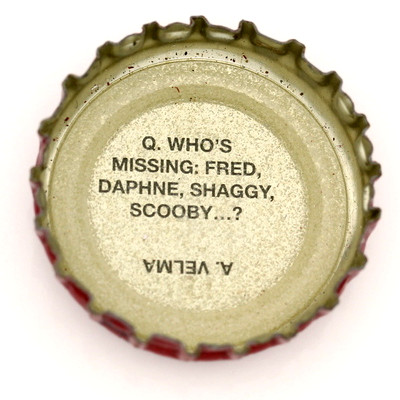 Q. WHO'S
MISSING: FRED,
DAPHNE, SHAGGY,
SCOOBY...?
A. VELMA